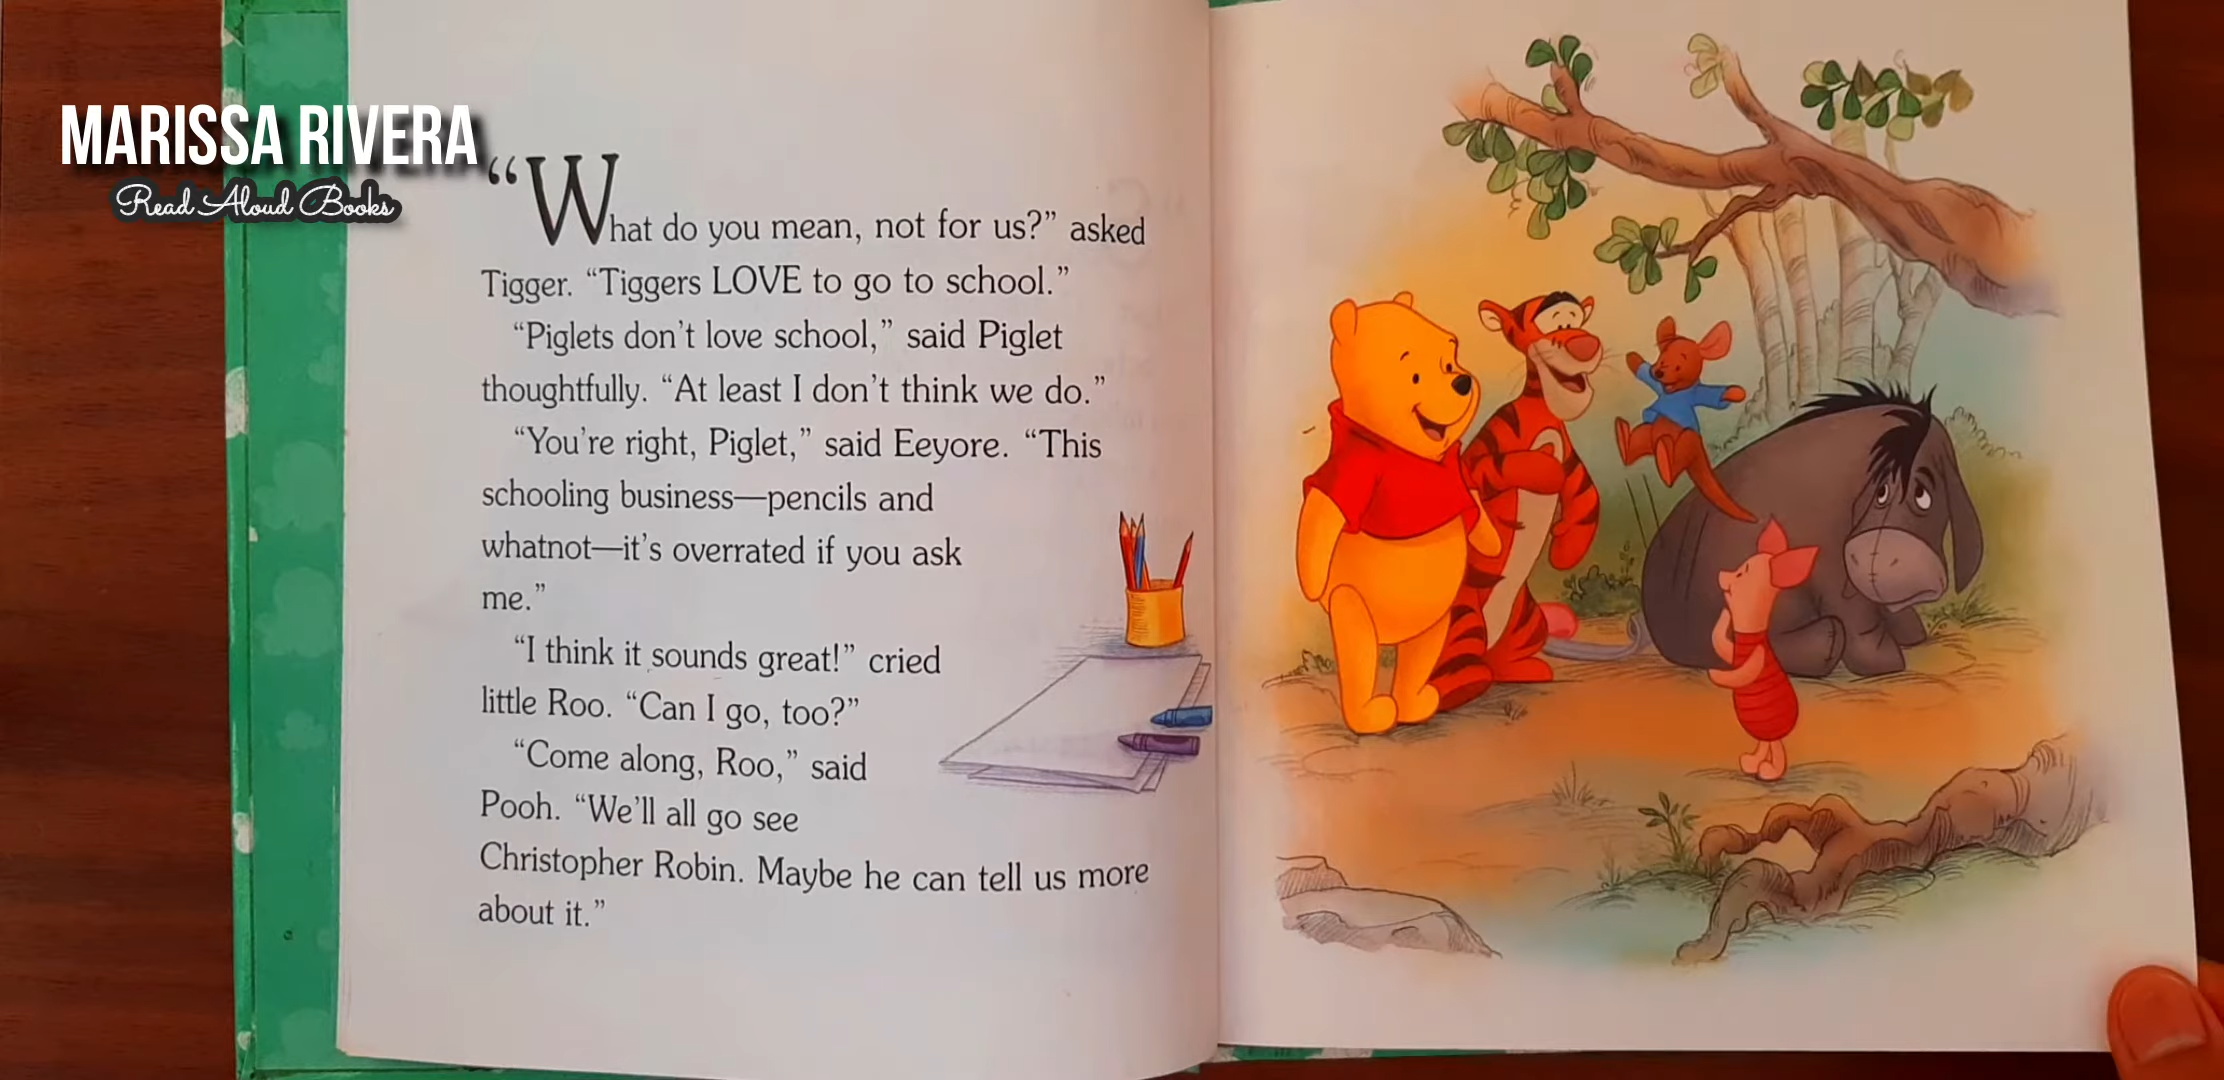 MARISSA RIVERA
Read Aloud Books
“What do you mean, not for us?” asked
Tigger. “Tiggers LOVE to go to school.”
“Piglets don’t love school,” said Piglet
thoughtfully. “At least I don’t think we do.”
“You’re right, Piglet,” said Eeyore. “This
schooling business—pencils and
whatnot—it’s overrated if you ask
me.”
“I think it sounds great!” cried
little Roo. “Can I go, too?”
“Come along, Roo,” said
Pooh. “We’ll all go see
Christopher Robin. Maybe he can tell us more
about it.”